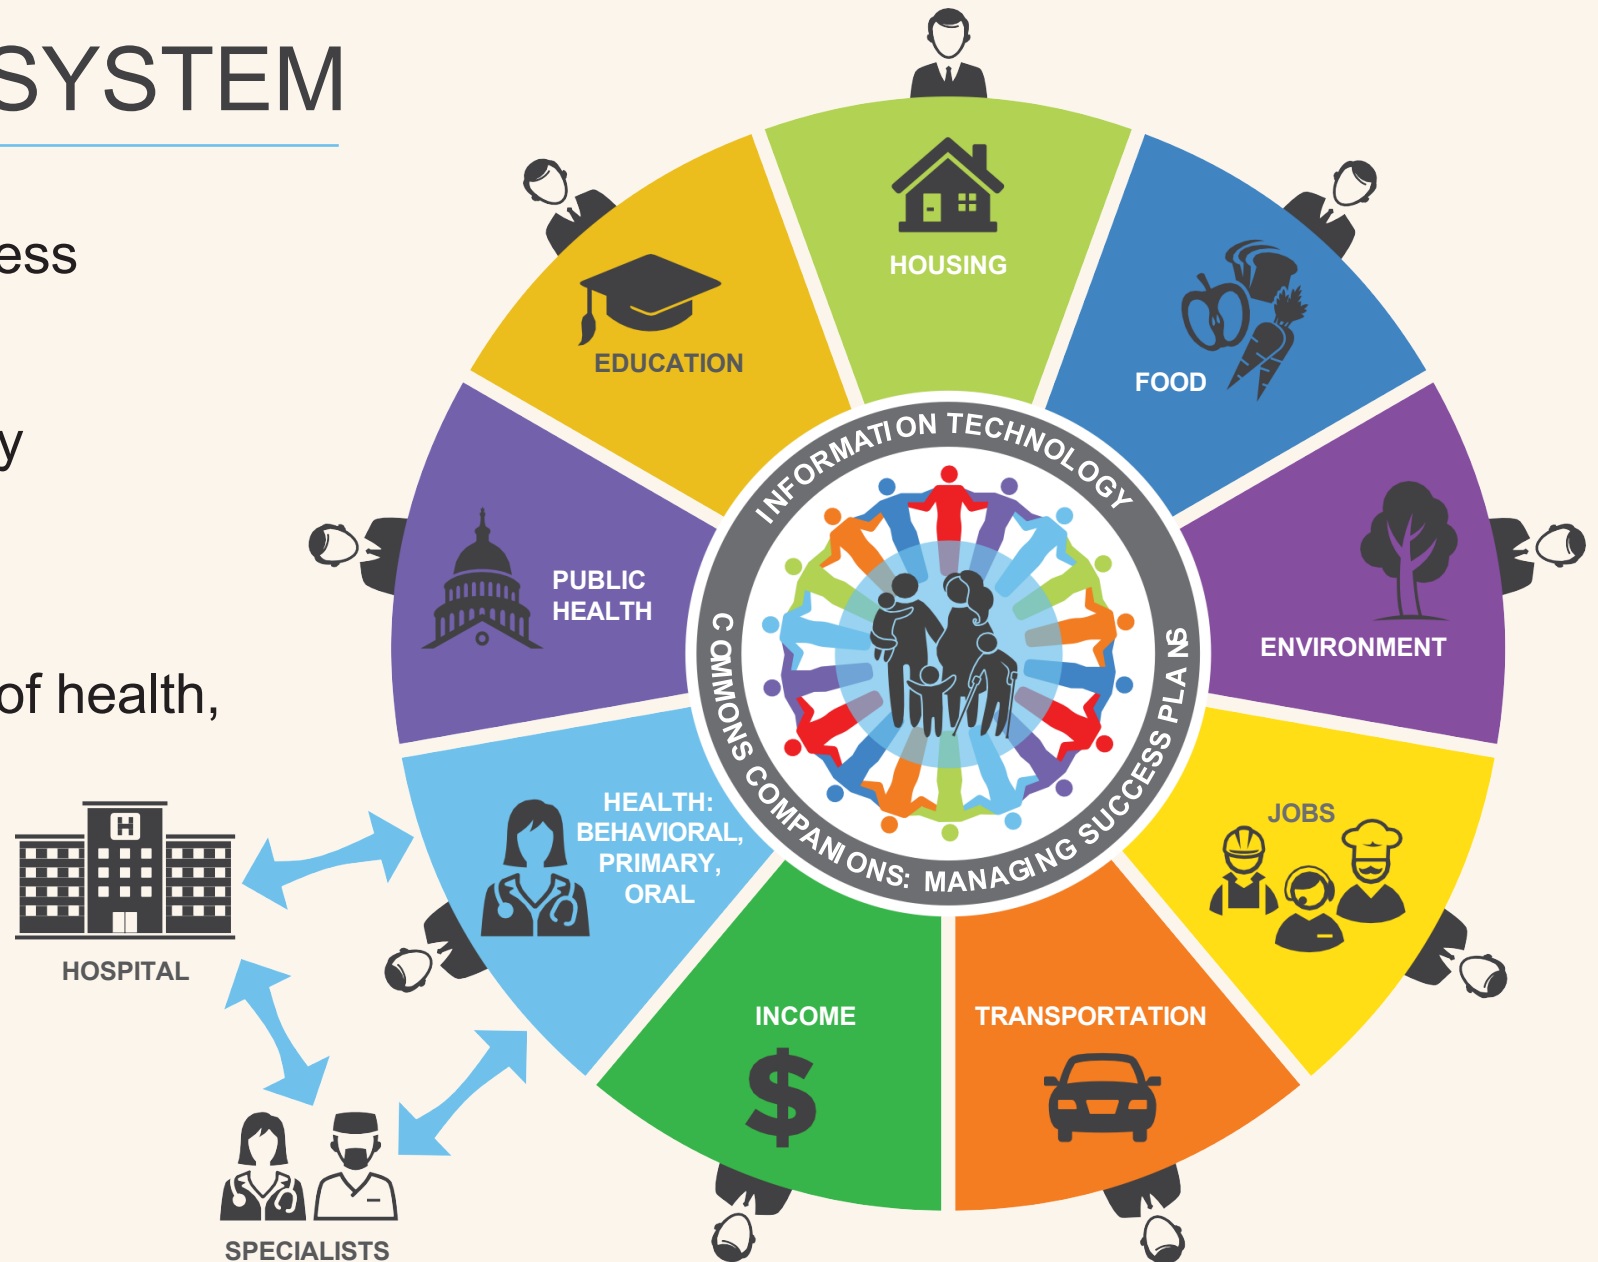 SYSTEM
ess
y
of health,
HOUSING
FOOD
ENVIRONMENT
JOBS
TRANSPORTATION
INCOME
HEALTH:
BEHAVIORAL,
PRIMARY,
ORAL
PUBLIC
HEALTH
EDUCATION
INFORMATION TECHNOLOGY
COMMONS COMPANIONS: MANAGING SUCCESS PLANS
H
HOSPITAL
SPECIALISTS
$